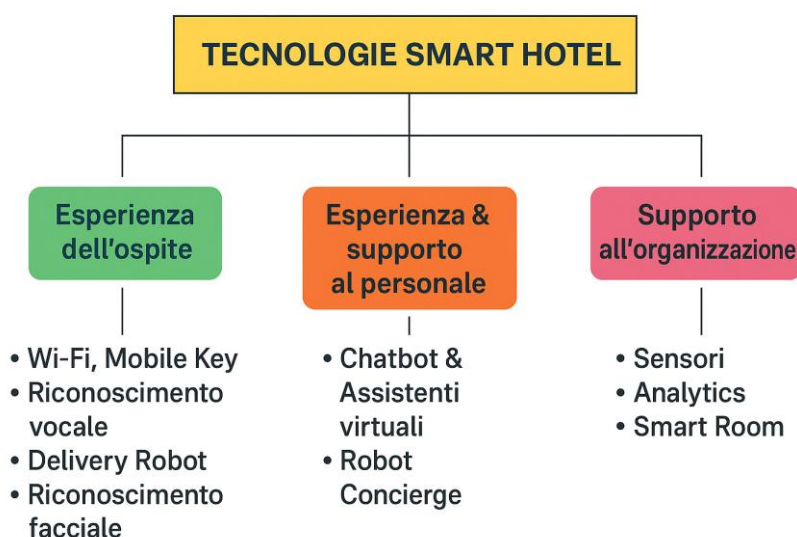 TECNOLOGIE SMART HOTEL
Esperienza
dell'ospite
• Wi-Fi, Mobile Key
• Riconoscimento
vocale
• Delivery Robot
• Riconoscimento
facciale
Esperienza &
supporto
al personale
• Chatbot &
Assistenti
virtuali
• Robot
Concierge
Supporto
all'organizzazione
• Sensori
• Analytics
• Smart Room